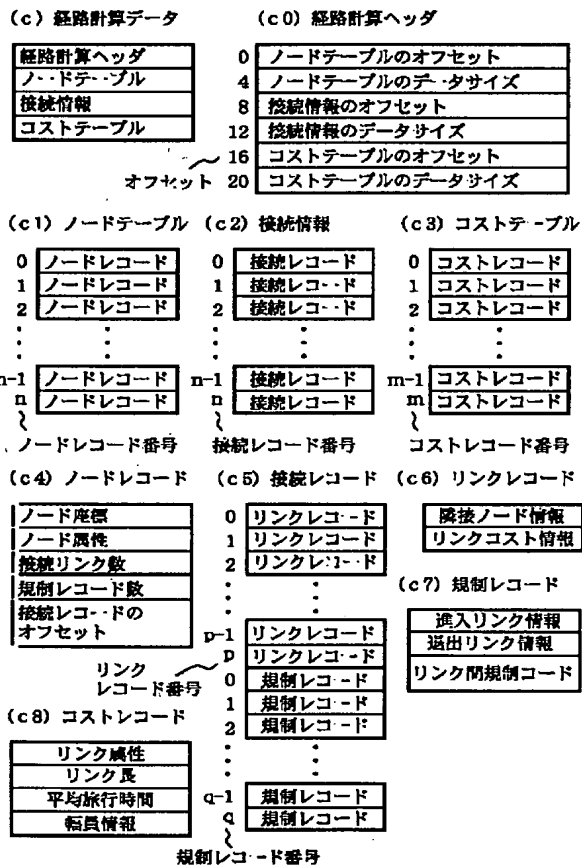 (c) 経路計算データ
経路計算ヘッダ
ノードテーブル
接続情報
コストテーブル
(c0) 経路計算ヘッダ
0 ノードテーブルのオフセット
4 ノードテーブルのデータサイズ
8 接続情報のオフセット
12 接続情報のデータサイズ
16 コストテーブルのオフセット
20 コストテーブルのデータサイズ
オフセット
(c1) ノードテーブル
0 ノードレコード
1 ノードレコード
2 ノードレコード
n-1 ノードレコード
n ノードレコード
ノードレコード番号
(c2) 接続情報
0 接続レコード
1 接続レコード
2 接続レコード
n-1 接続レコード
n 接続レコード
接続レコード番号
(c3) コストテーブル
0 コストレコード
1 コストレコード
2 コストレコード
m-1 コストレコード
m コストレコード
コストレコード番号
(c4) ノードレコード
ノード座標
ノード属性
接続リンク数
規制レコード数
接続レコードの
オフセット
(c5) 接続レコード
0 リンクレコード
1 リンクレコード
2 リンクレコード
p-1 リンクレコード
p リンクレコード
リンク
レコード番号
0 規制レコード
1 規制レコード
2 規制レコード
q-1 規制レコード
q 規制レコード
規制レコード番号
(c6) リンクレコード
隣接ノード情報
リンクコスト情報
(c7) 規制レコード
進入リンク情報
退出リンク情報
リンク間規制コード
(c8) コストレコード
リンク属性
リンク長
平均旅行時間
幅員情報